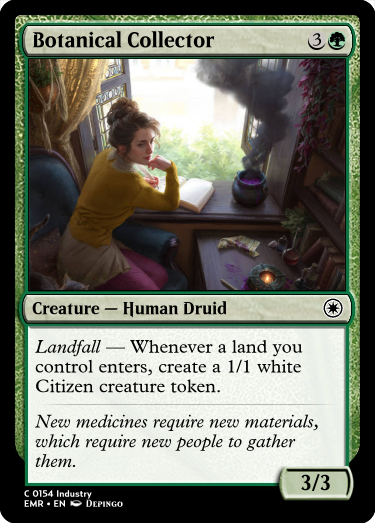 Botanical Collector 3
Creature — Human Druid
Landfall — Whenever a land you
control enters, create a 1/1 white
Citizen creature token.
New medicines require new materials,
which require new people to gather
them.
3/3
C 0154 Industry
EMR • EN Depingo